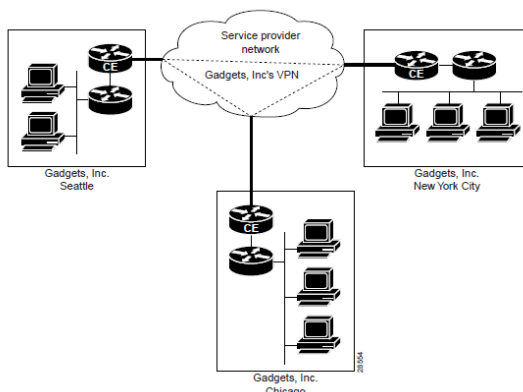 Service provider
network
Gadgets, Inc's VPN
CE
CE
Gadgets, Inc.
Seattle
Gadgets, Inc.
New York City
CE
28554
Gadgets, Inc.
Chicago